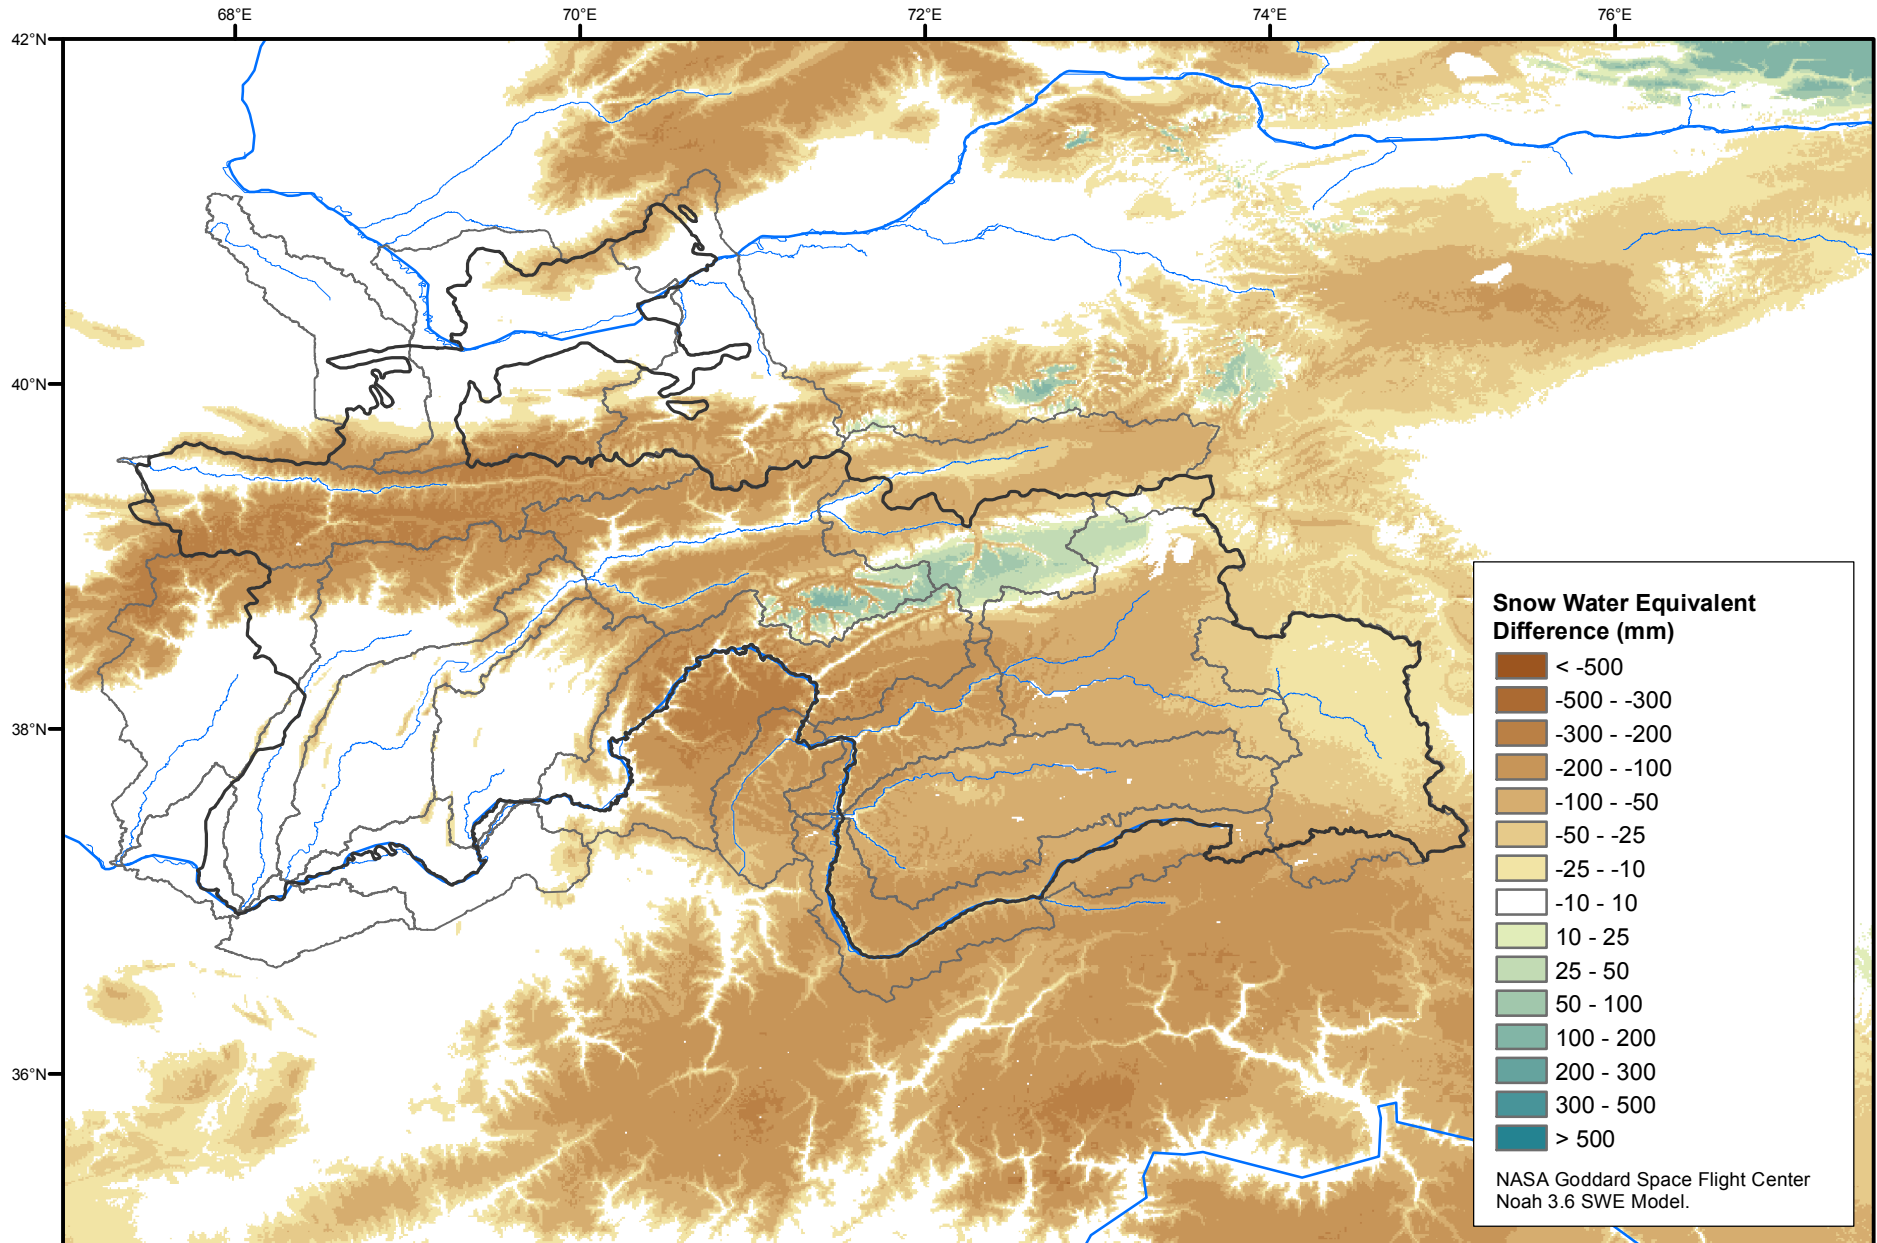 68°E
70°E
72°E
74°E
76°E
42°N
40°N
38°N
36°N
Snow Water Equivalent
Difference (mm)
< -500
-500 - -300
-300 - -200
-200 - -100
-100 - -50
-50 - -25
-25 - -10
-10 - 10
10 - 25
25 - 50
50 - 100
100 - 200
200 - 300
300 - 500
> 500
NASA Goddard Space Flight Center
Noah 3.6 SWE Model.